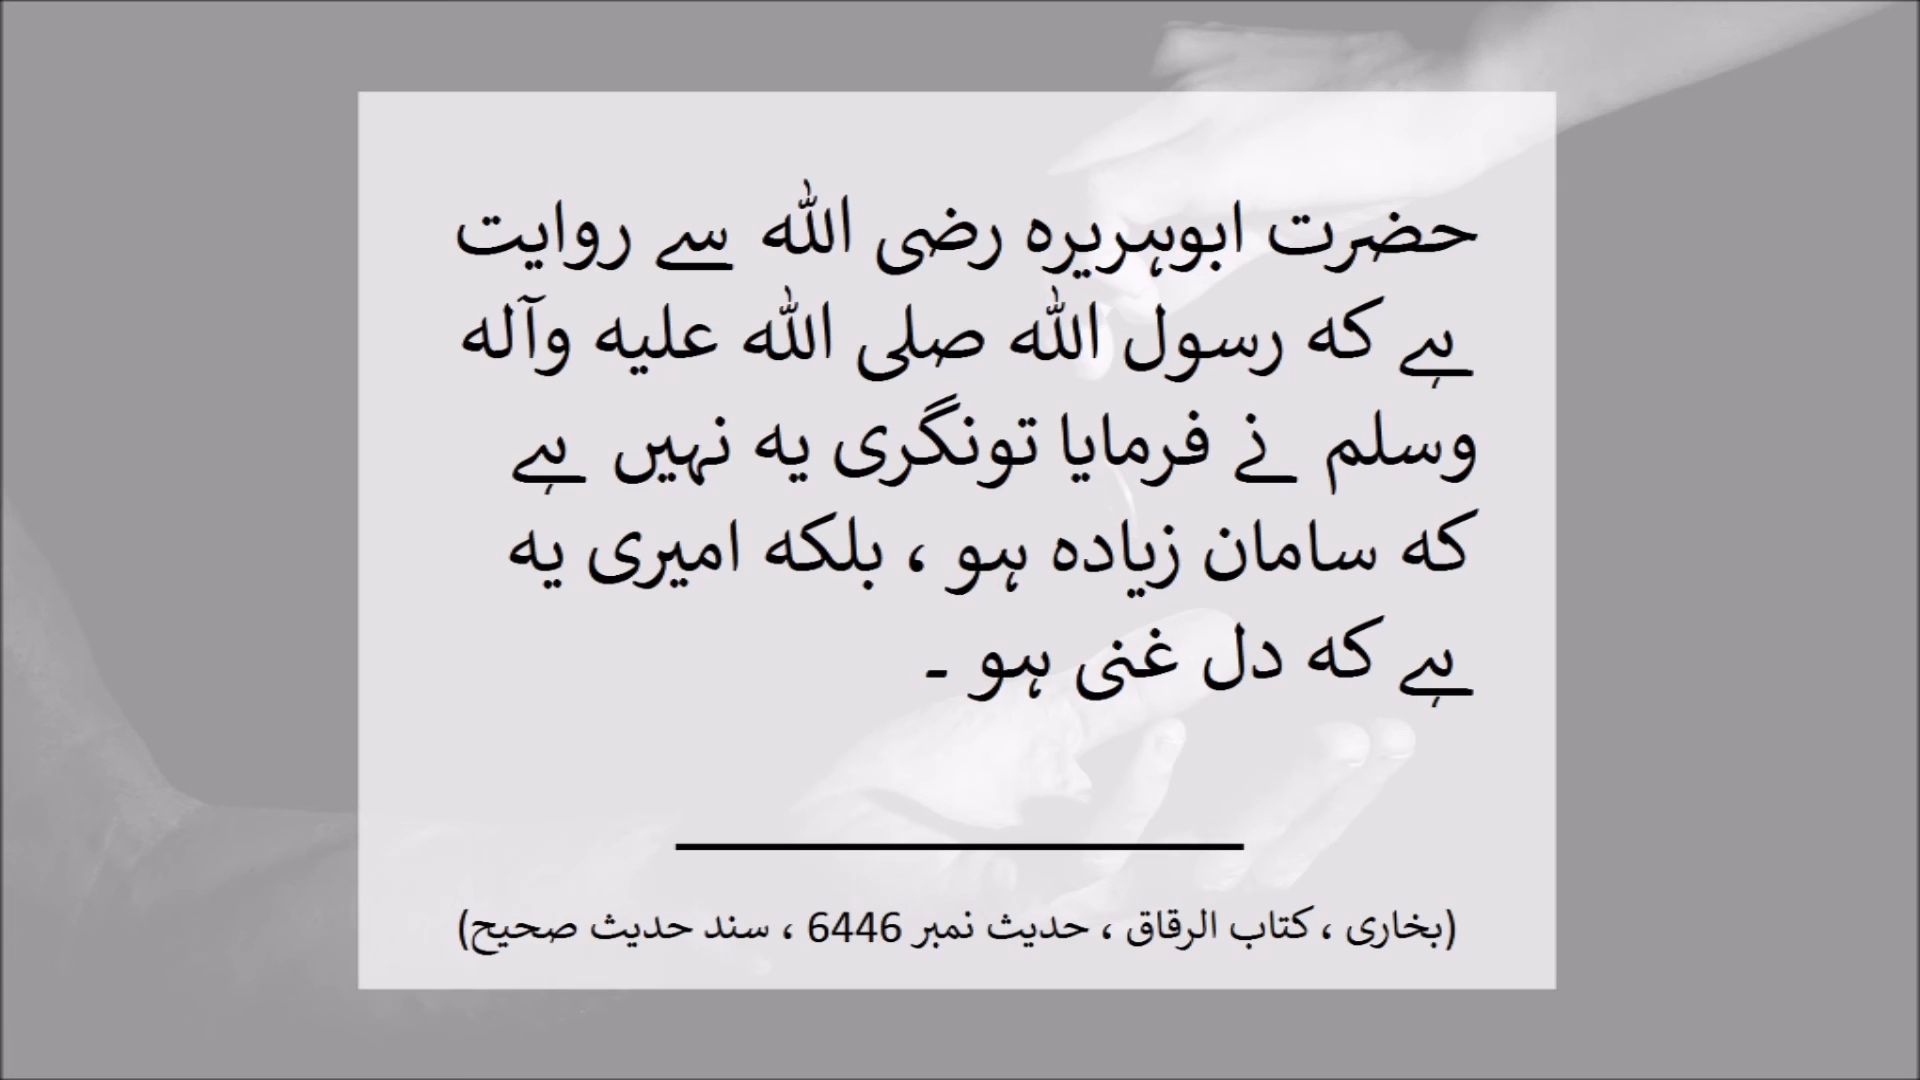 حضرت ابوہریرہ رضی اللہ سے روایت
ہے کہ رسول اللہ صلی اللہ علیہ وآلہ
وسلم نے فرمایا تونگری یہ نہیں ہے
کہ سامان زیادہ ہو ، بلکہ امیری یہ
ہے کہ دل غنی ہو ۔
(بخاری ، کتاب الرقاق ، حدیث نمبر 6446 ، سند حدیث صحیح)